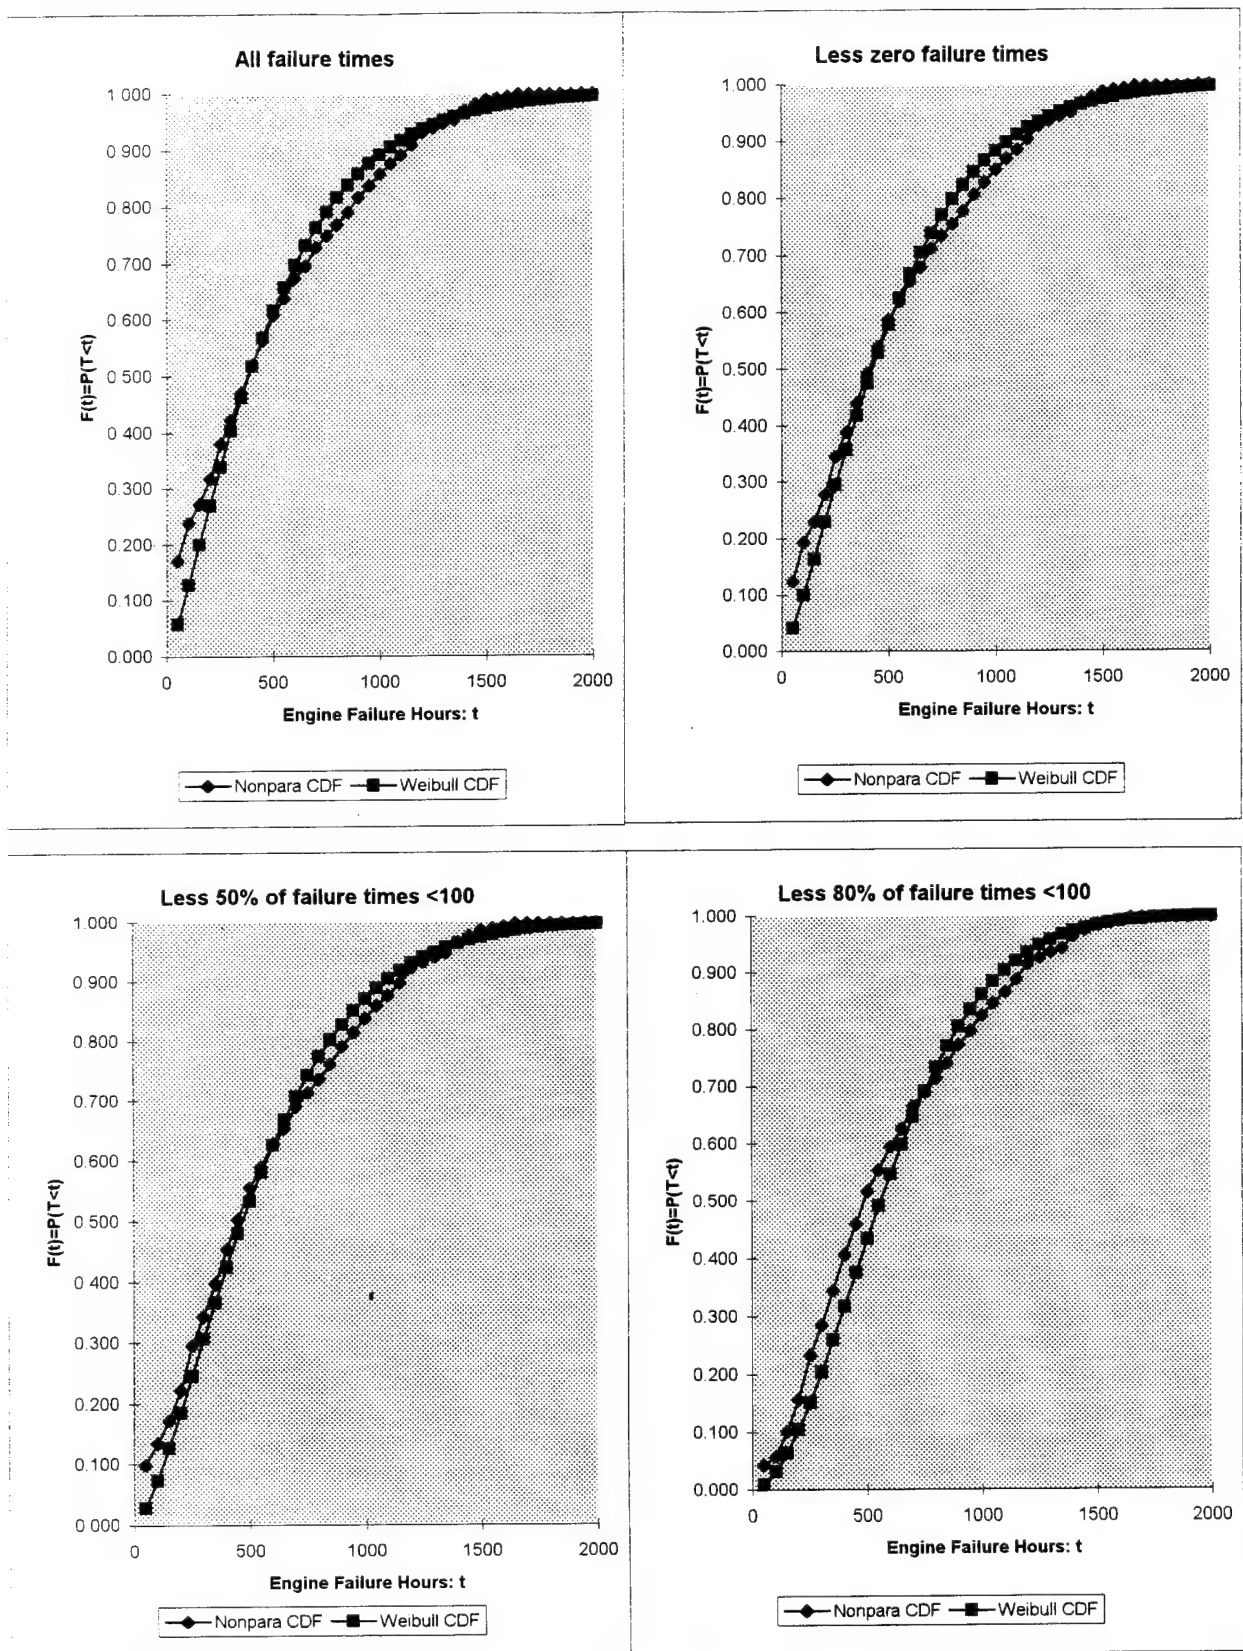 All failure times
1 000
0 900
0 800
0.700
0 600
0 500
0 400
0 300
0.200
0.100
0.000
F(t)=P(T<t)
0 500 1000 1500 2000
Engine Failure Hours: t
Nonpara CDF Weibull CDF
Less zero failure times
1 000
0.900
0.800
0.700
0.600
0.500
0.400
0.300
0.200
0.100
0.000
F(t)=P(T<t)
0 500 1000 1500 2000
Engine Failure Hours: t
Nonpara CDF Weibull CDF
Less 50% of failure times <100
1.000
0.900
0.800
0.700
0.600
0 500
0.400
0.300
0.200
0.100
0 000
F(t)=P(T<t)
0 500 1000 1500 2000
Engine Failure Hours: t
Nonpara CDF Weibull CDF
Less 80% of failure times <100
1.000
0.900
0.800
0.700
0.600
0.500
0.400
0.300
0.200
0.100
0.000
F(t)=P(T<t)
0 500 1000 1500 2000
Engine Failure Hours: t
Nonpara CDF Weibull CDF